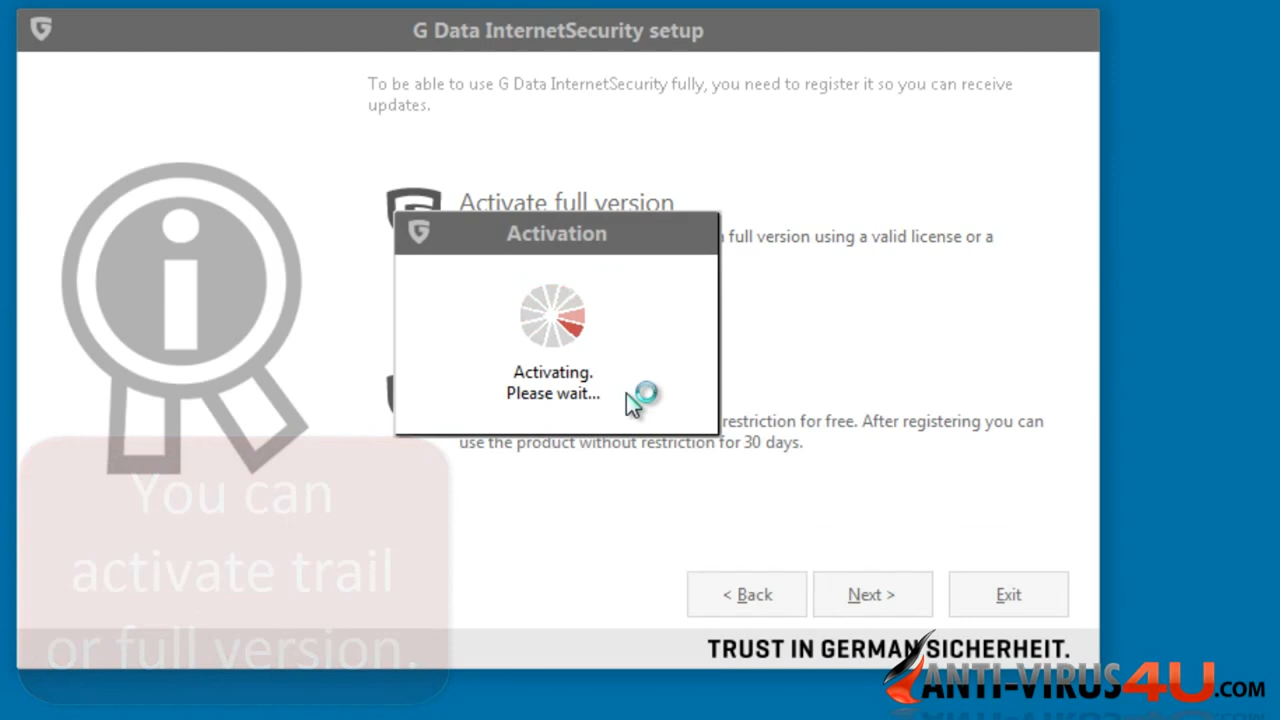 G Data InternetSecurity setup
To be able to use G Data InternetSecurity fully, you need to register it so you can receive
updates.
Activate full version
full version using a valid license or a
Activation
Activating.
Please wait...
restriction for free. After registering you can
use the product without restriction for 30 days.
You can
activate trail
or full version.
< Back
Next >
Exit
TRUST IN GERMAN SICHERHEIT.
ANTI-VIRUS4U.COM